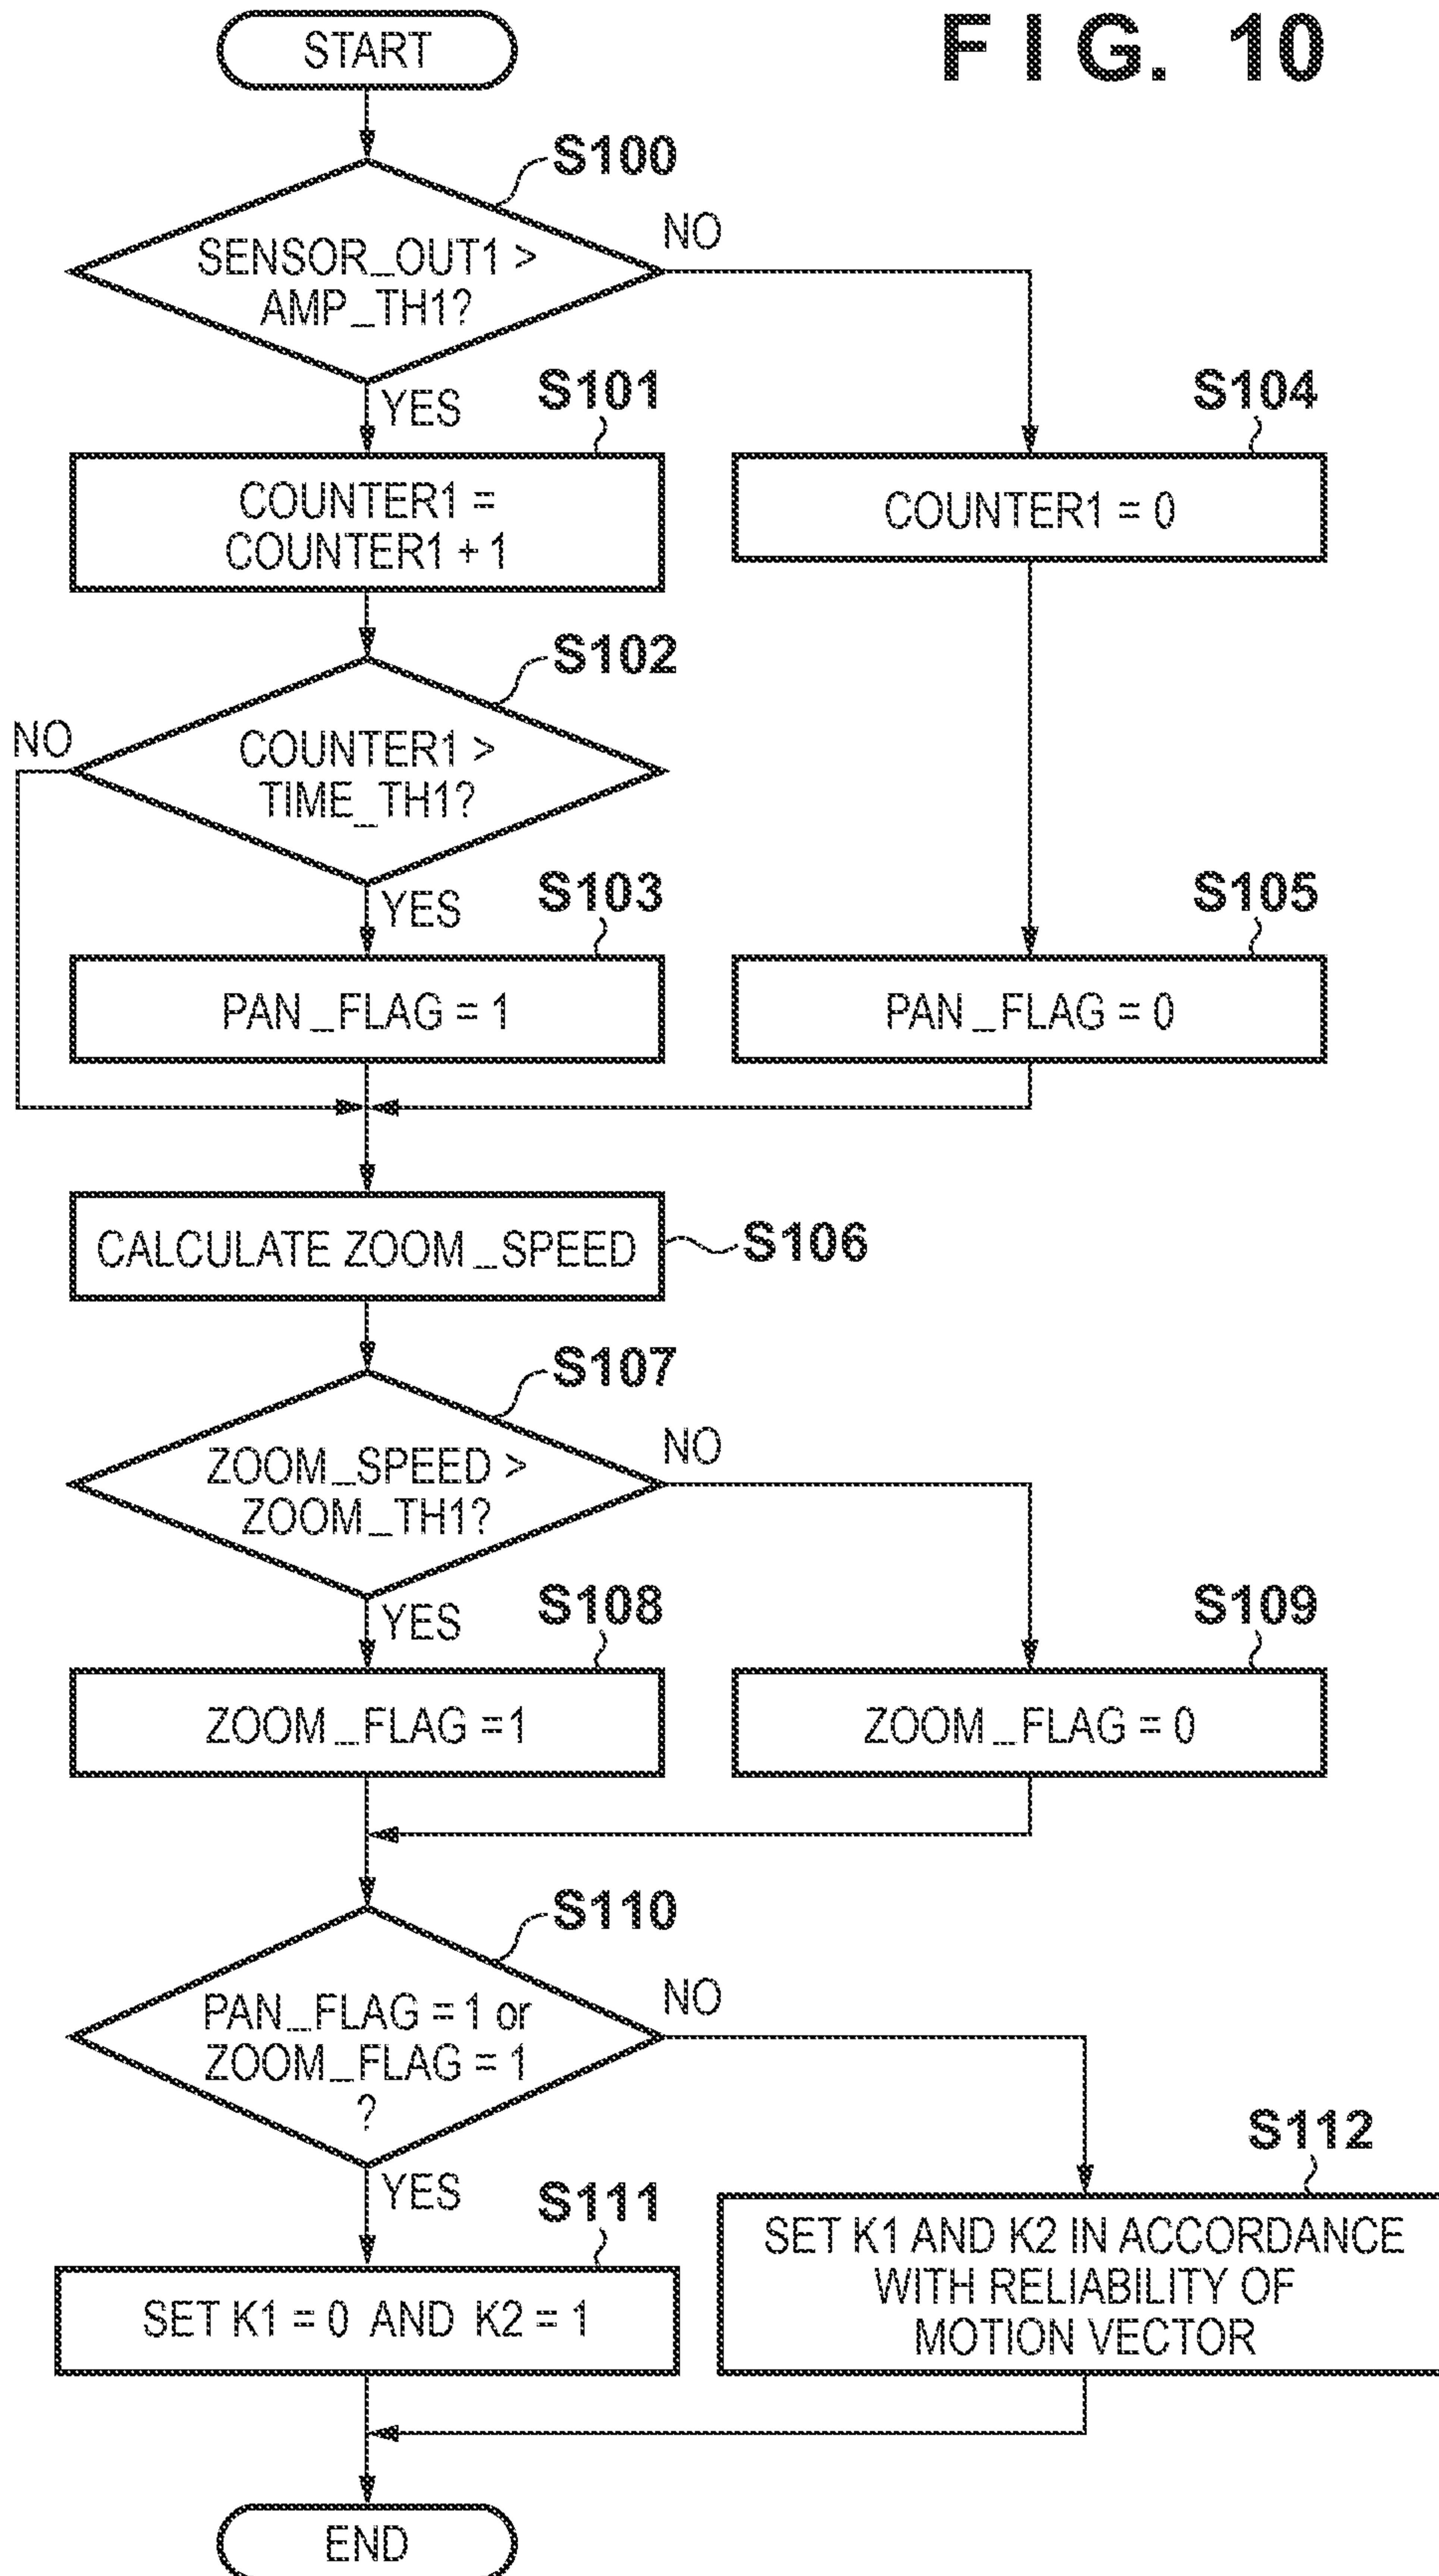 FIG. 10
START
S100
SENSOR_OUT1 >
AMP_TH1?
NO
YES
S101
COUNTER1 =
COUNTER1 + 1
S104
COUNTER1 = 0
S102
NO
COUNTER1 >
TIME_TH1?
YES
S103
PAN_FLAG = 1
S105
PAN_FLAG = 0
CALCULATE ZOOM_SPEED
S106
S107
ZOOM_SPEED >
ZOOM_TH1?
NO
YES
S108
ZOOM_FLAG =1
S109
ZOOM_FLAG = 0
S110
PAN_FLAG = 1 or
ZOOM_FLAG = 1
?
NO
YES
S111
SET K1 = 0 AND K2 = 1
S112
SET K1 AND K2 IN ACCORDANCE
WITH RELIABILITY OF
MOTION VECTOR
END